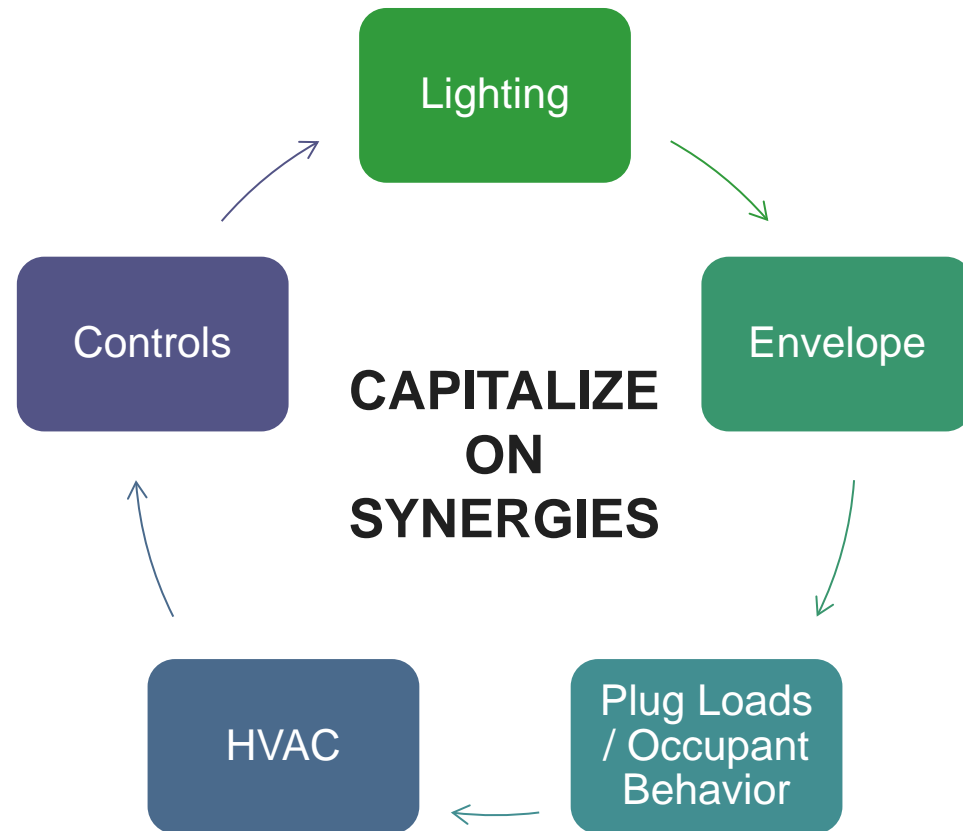 Lighting
Envelope
Plug Loads
/ Occupant
Behavior
HVAC
Controls
CAPITALIZE
ON
SYNERGIES